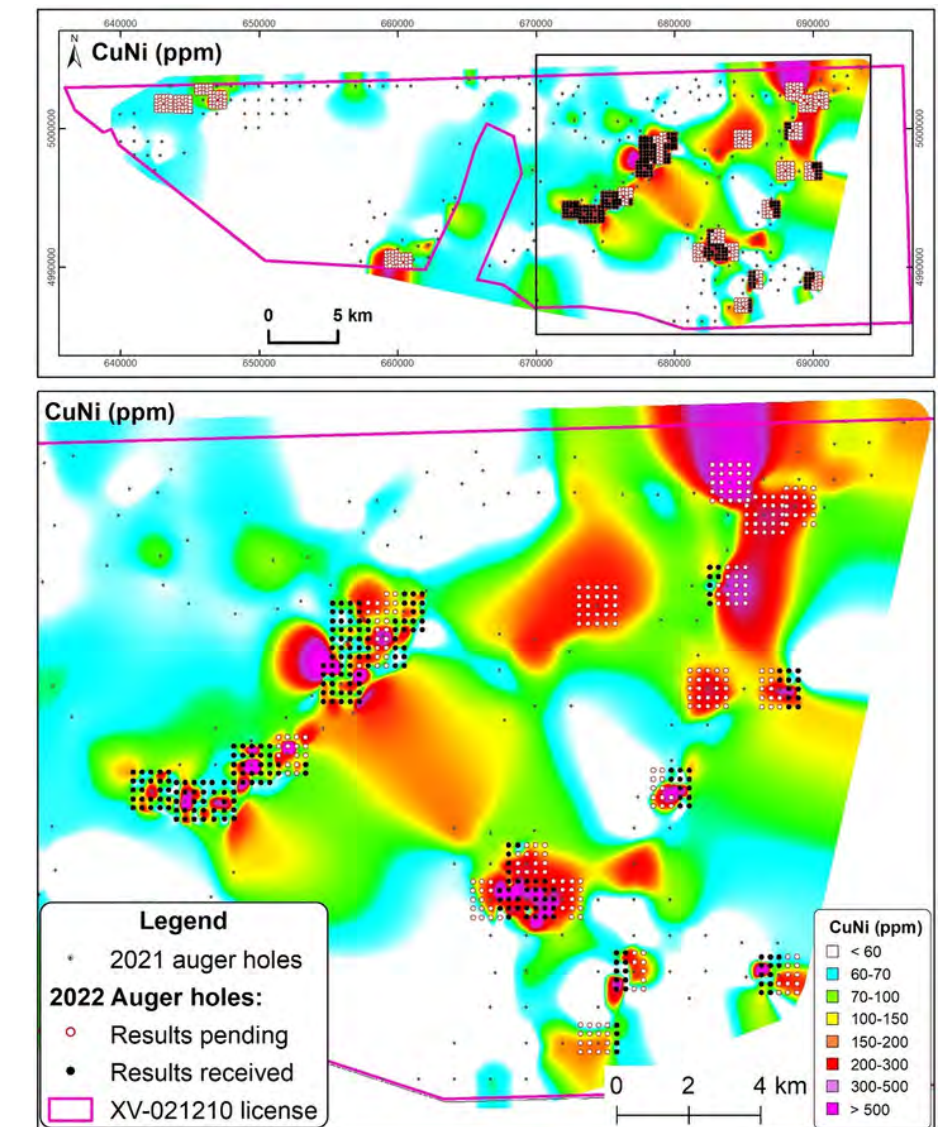 640000 650000 660000 670000 680000 690000
N
CuNi (ppm)
5000000 5000000
4990000 4990000
0 5 km
640000 650000 660000 670000 680000 690000
CuNi (ppm)
Legend
2021 auger holes
2022 Auger holes:
Results pending
Results received
XV-021210 license
CuNi (ppm)
< 60
60-70
70-100
100-150
150-200
200-300
300-500
> 500
0 2 4 km